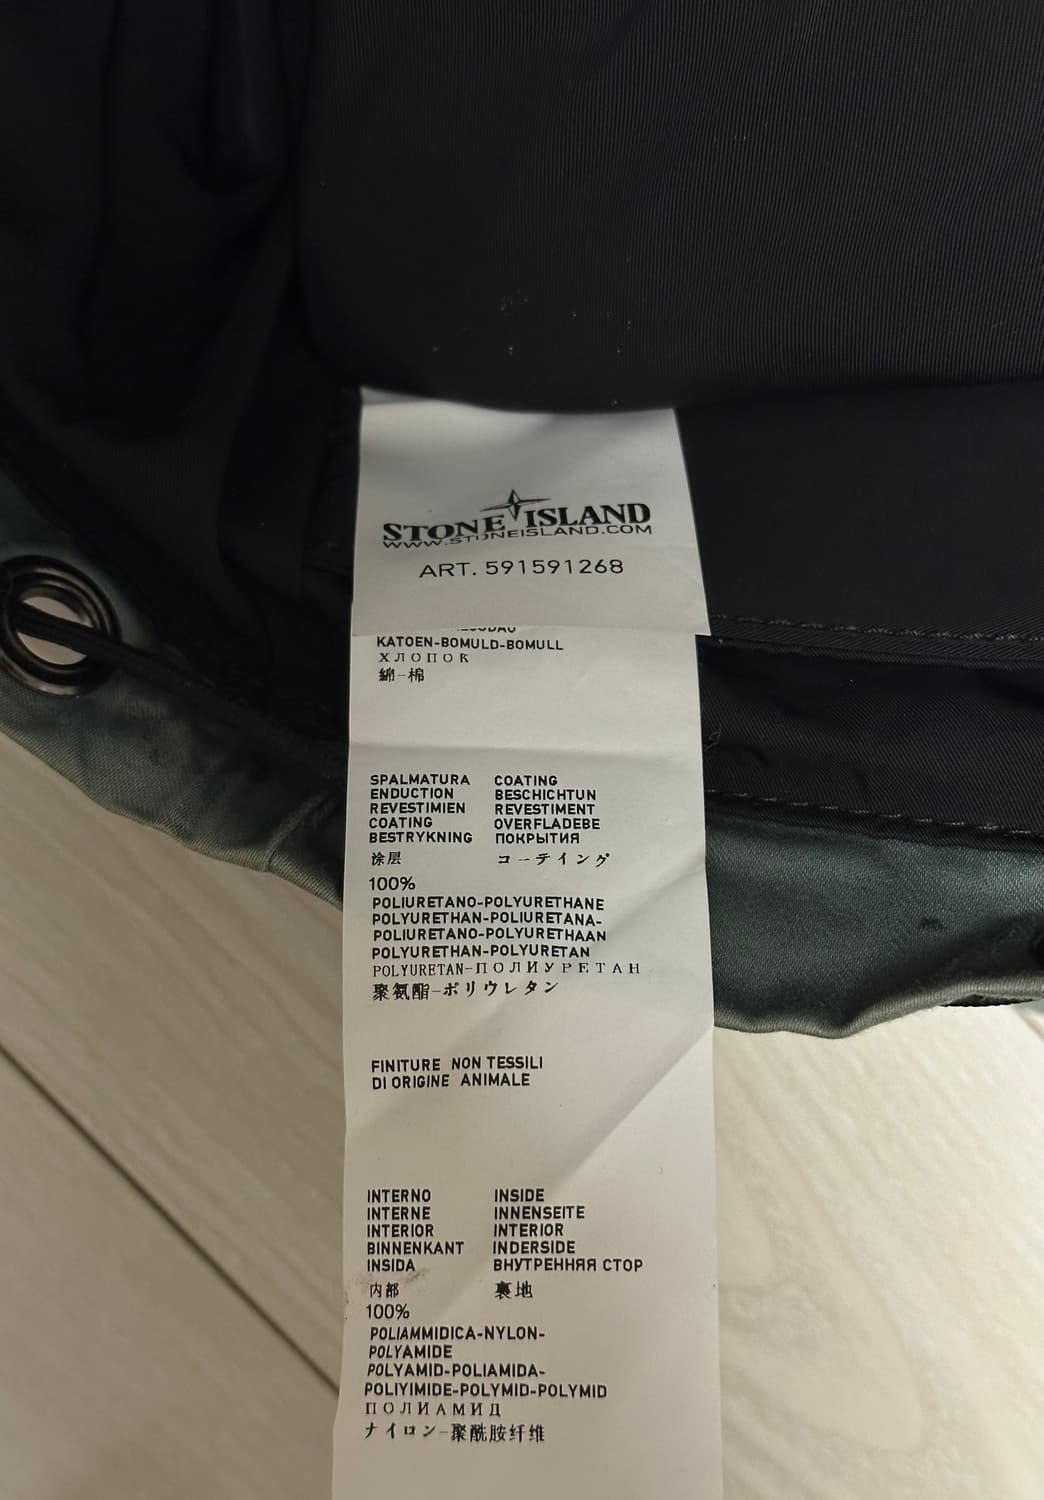 STONE ISLAND
WWW.STONEISLAND.COM
ART. 591591268
KATOEN-BOMULD-BOMULL
ХЛОПОК
綿-棉
SPALMATURA COATING
ENDUCTION BESCHICHTUN
REVESTIMIEN REVESTIMENT
COATING OVERFLADEBE
BESTRYKNING ПОКРЫТИЯ
涂层 コーティング
100%
POLIURETANO-POLYURETHANE
POLYURETHAN-POLIURETANA-
POLIURETANO-POLYURETHAAN
POLYURETHAN-POLYURETAN
POLYURETAN-ПОЛИУРЕТАН
聚氨酯-ポリウレタン
FINITURE NON TESSILI
DI ORIGINE ANIMALE
INTERNO INSIDE
INTERNE INNENSEITE
INTERIOR INTERIOR
BINNENKANT INDERSIDE
INSIDA ВНУТРЕННЯЯ СТОР
内部 裏地
100%
POLIAMMIDICA-NYLON-
POLYAMIDE
POLYAMID-POLIAMIDA-
POLIYIMIDE-POLYMID-POLYMID
ПОЛИАМИД
ナイロン-聚酰胺纤维